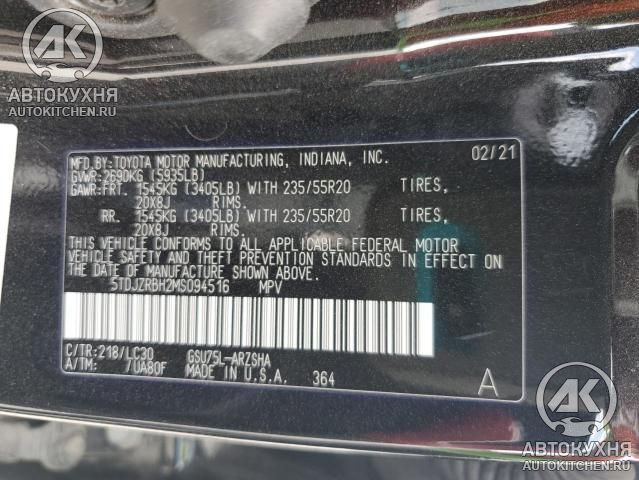 АК
АВТОКУХНЯ
AUTOKITCHEN.RU
MFD.BY:TOYOTA MOTOR MANUFACTURING, INDIANA, INC. 02/21
GVWR:2690KG (5935LB)
GAWR:FRT. 1545KG (3405LB) WITH 235/55R20 TIRES,
20X8J RIMS.
RR. 1545KG (3405LB) WITH 235/55R20 TIRES,
20X8J RIMS.
THIS VEHICLE CONFORMS TO ALL APPLICABLE FEDERAL MOTOR
VEHICLE SAFETY AND THEFT PREVENTION STANDARDS IN EFFECT
ON THE DATE OF MANUFACTURE SHOWN ABOVE.
5TDJZRBH2MS094516 MPV
C/TR:218/LC30 GSU75L-ARZSHA
A/TM: /UA80F MADE IN U.S.A. 364 A
АК
АВТОКУХНЯ
AUTOKITCHEN.RU